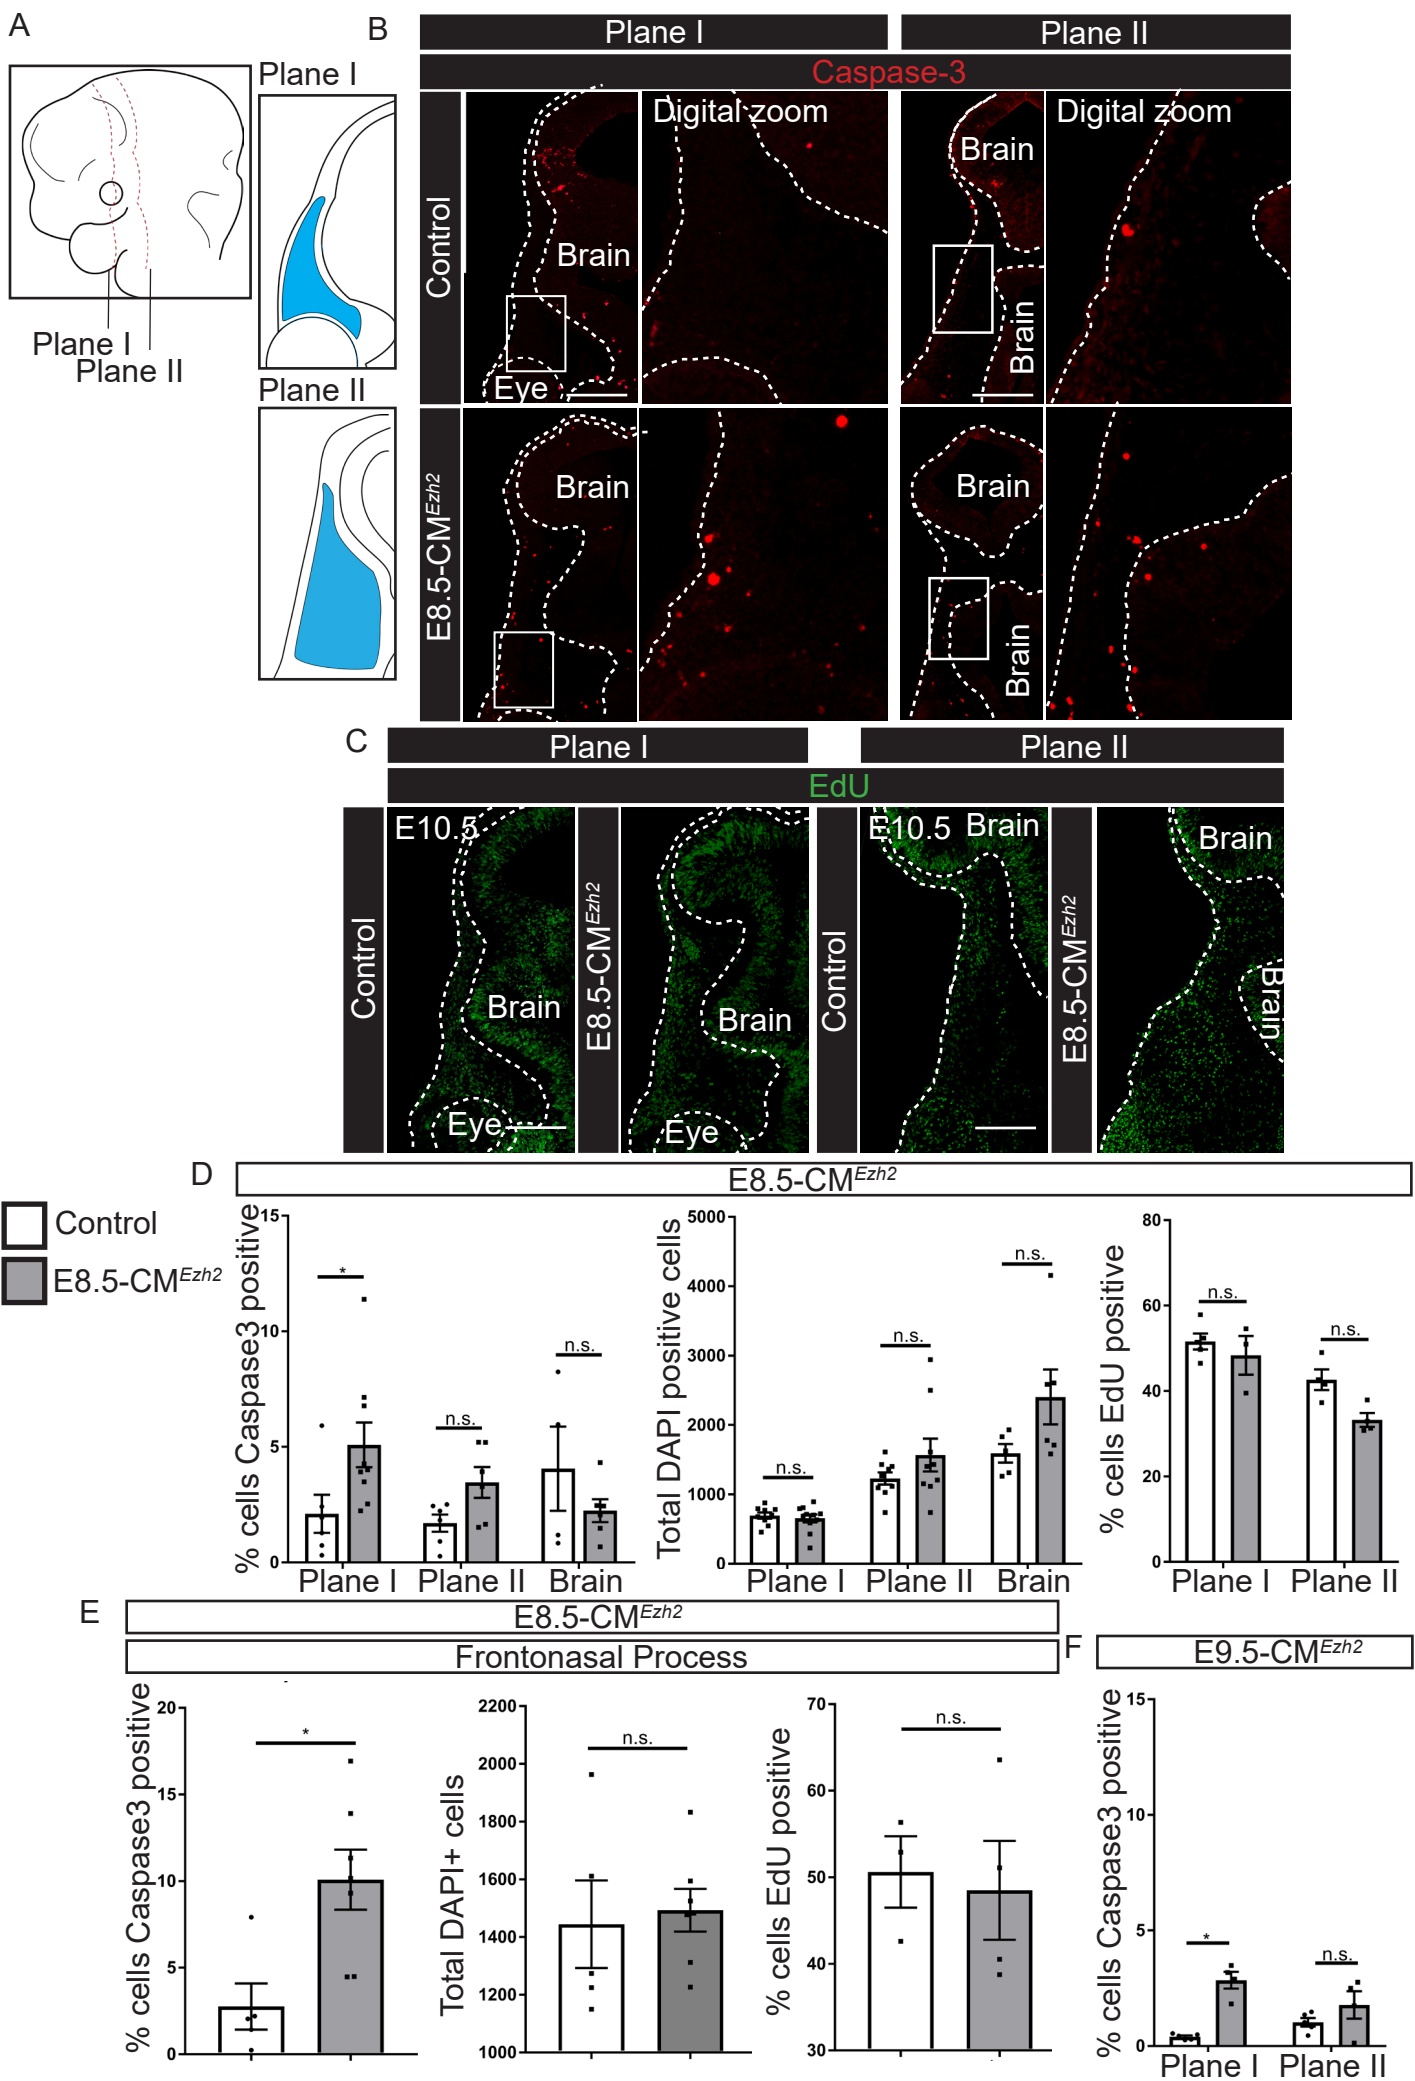 A
Plane I
Plane I
Plane II
Plane II
B
Plane I
Plane II
Caspase-3
Control
Digital zoom
Brain
Eye
Digital zoom
Brain
Brain
E8.5-CMEzh2
Brain
Brain
Brain
C
Plane I
Plane II
EdU
Control
E10.5
Brain
Eye
E8.5-CMEzh2
Brain
Eye
Control
E10.5
Brain
E8.5-CMEzh2
Brain
Brain
D
E8.5-CMEzh2
Control
E8.5-CMEzh2
% cells Caspase3 positive
15
10
5
0
*
n.s.
n.s.
Plane I
Plane II
Brain
Total DAPI positive cells
5000
4000
3000
2000
1000
0
n.s.
n.s.
n.s.
Plane I
Plane II
Brain
% cells EdU positive
80
60
40
20
0
n.s.
n.s.
Plane I
Plane II
E
E8.5-CMEzh2
Frontonasal Process
% cells Caspase3 positive
20
15
10
5
0
*
Total DAPI+ cells
2200
2000
1800
1600
1400
1200
1000
n.s.
% cells EdU positive
70
60
50
40
30
n.s.
F
E9.5-CMEzh2
% cells Caspase3 positive
15
10
5
0
*
n.s.
Plane I
Plane II